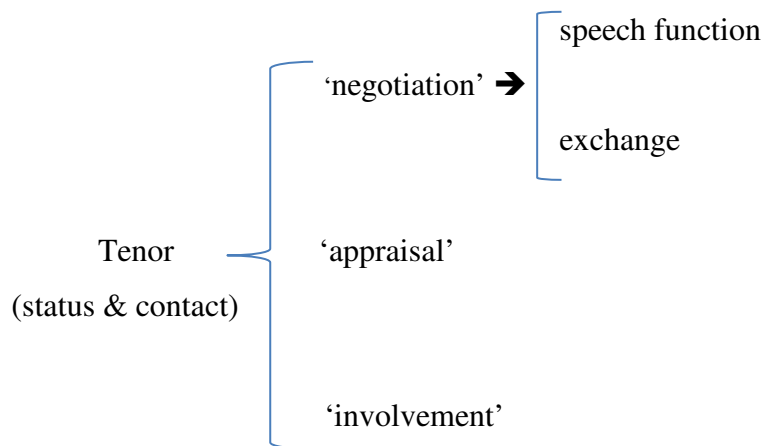 speech function
‘negotiation’ ➔
exchange
Tenor
(status & contact)
‘appraisal’
‘involvement’